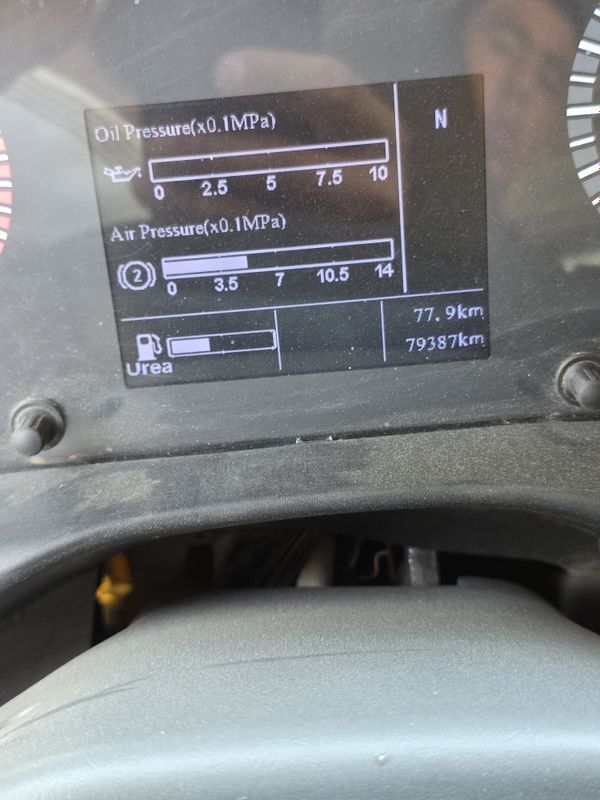 Oil Pressure(x0.1MPa)
N
0 2.5 5 7.5 10
Air Pressure(x0.1MPa)
2
0 3.5 7 10.5 14
77.9km
79387km
Urea